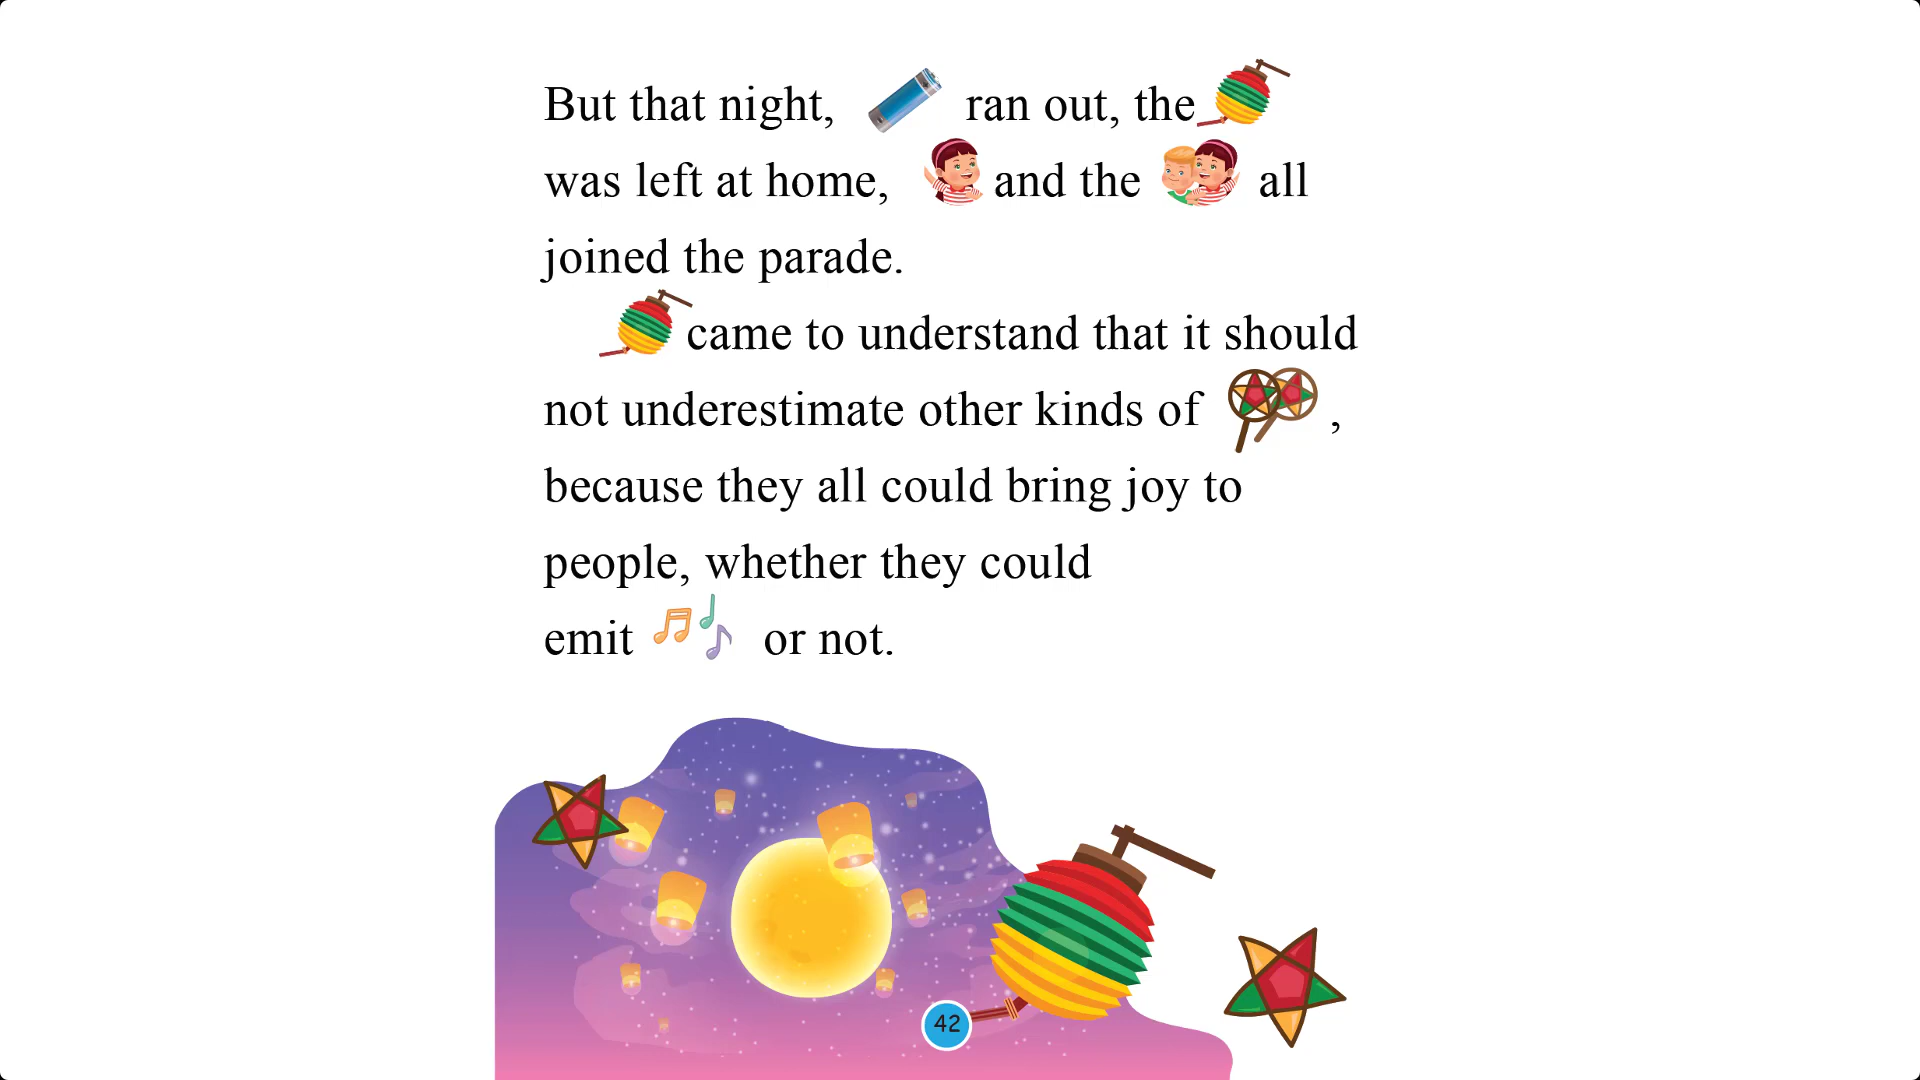 But that night, ran out, the
was left at home, and the all
joined the parade.
came to understand that it should
not underestimate other kinds of ,
because they all could bring joy to
people, whether they could
emit or not.
42